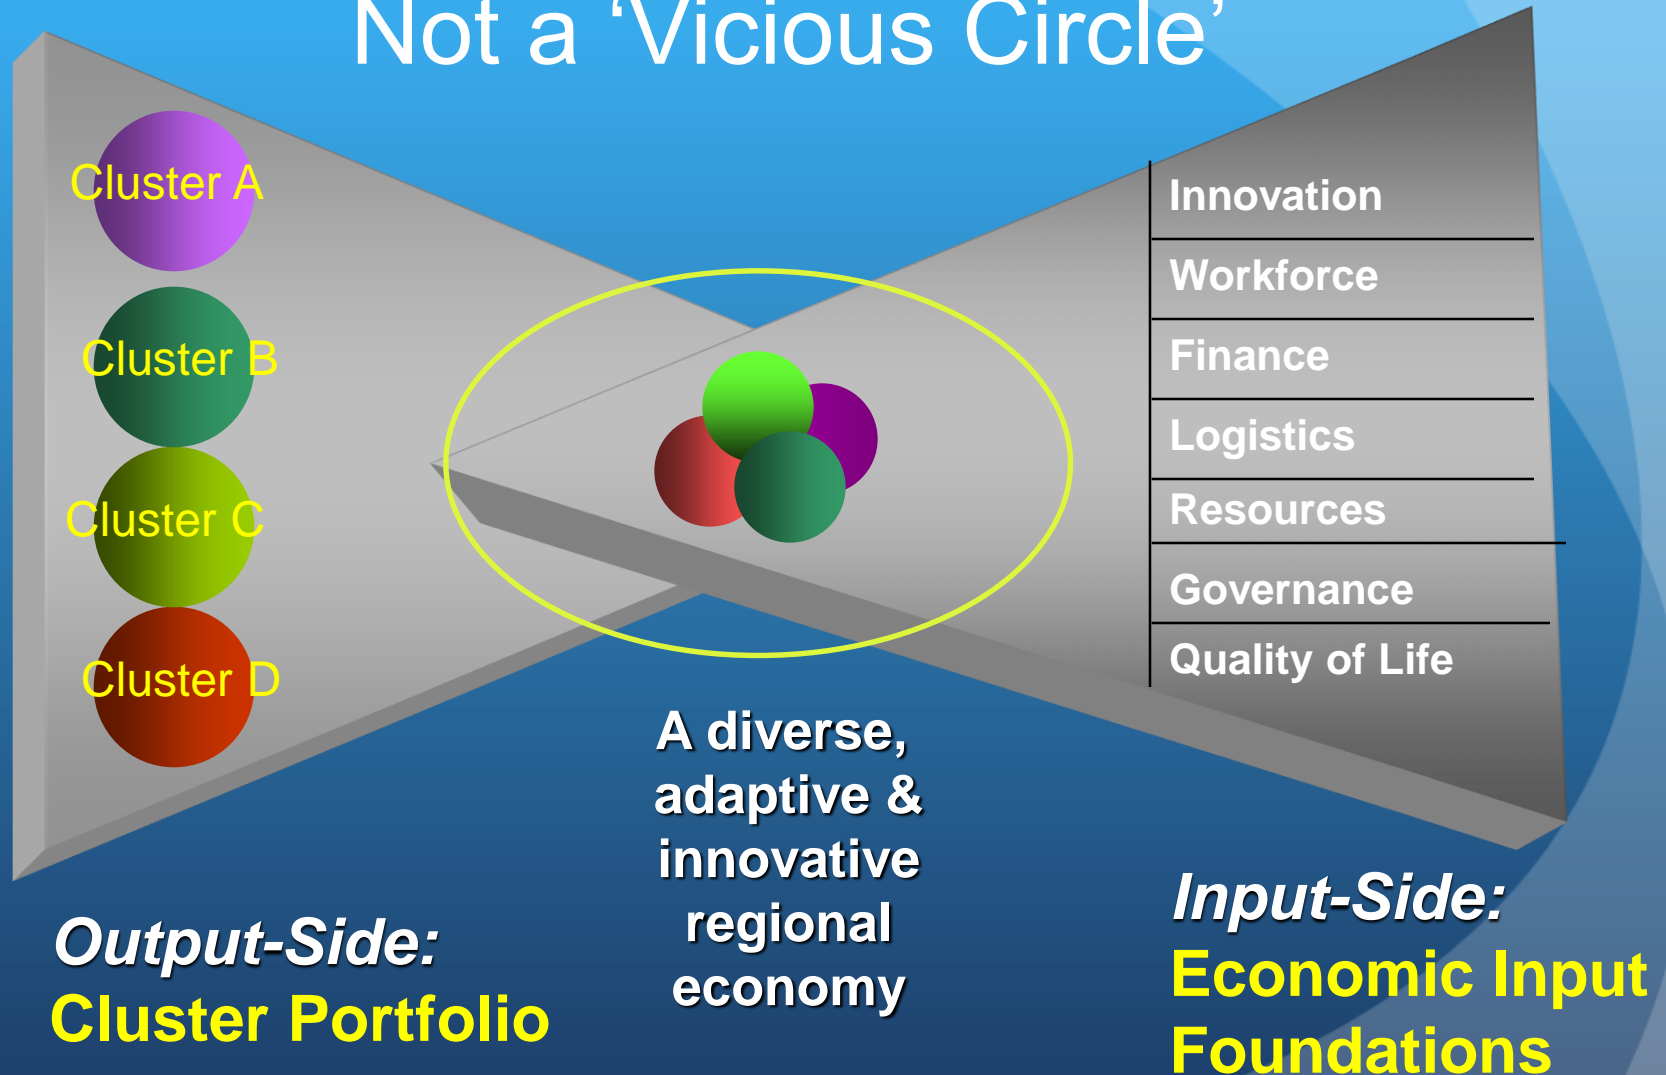 Not a ‘Vicious Circle’
Cluster A
Cluster B
Cluster C
Cluster D
Innovation
Workforce
Finance
Logistics
Resources
Governance
Quality of Life
A diverse,
adaptive &
innovative
regional
economy
Output-Side:
Cluster Portfolio
Input-Side:
Economic Input
Foundations